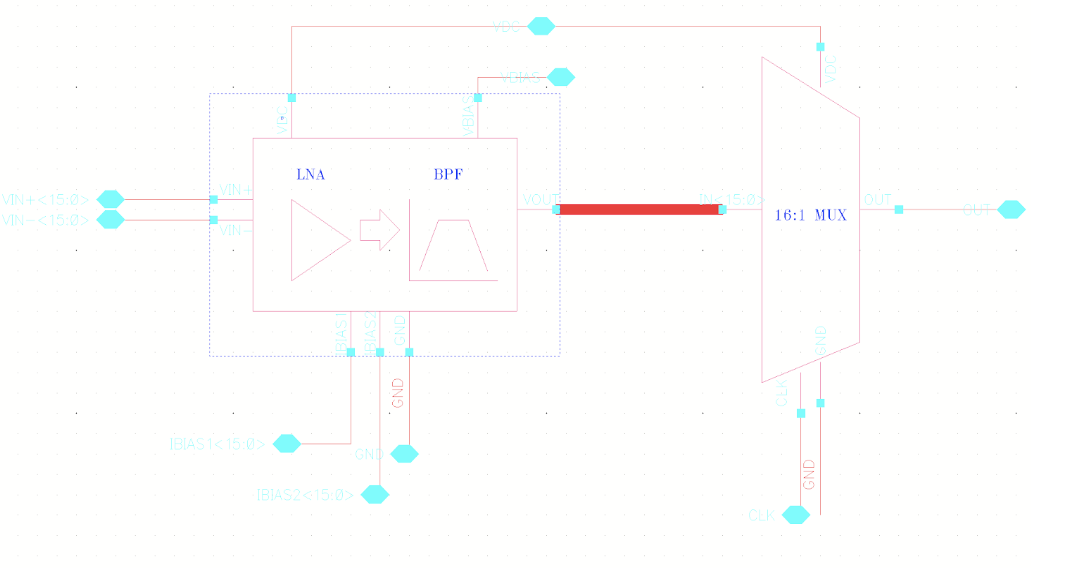 VDC
VDC
VBIAS
VDC
VBIAS
LNA
BPF
VIN+<15:0>
VIN+
VOUT
IN<15:0>
OUT
OUT
VIN-<15:0>
VIN-
16:1 MUX
IBIAS1
IBIAS2
GND
GND
GND
CLK
IBIAS1<15:0>
GND
GND
IBIAS2<15:0>
CLK